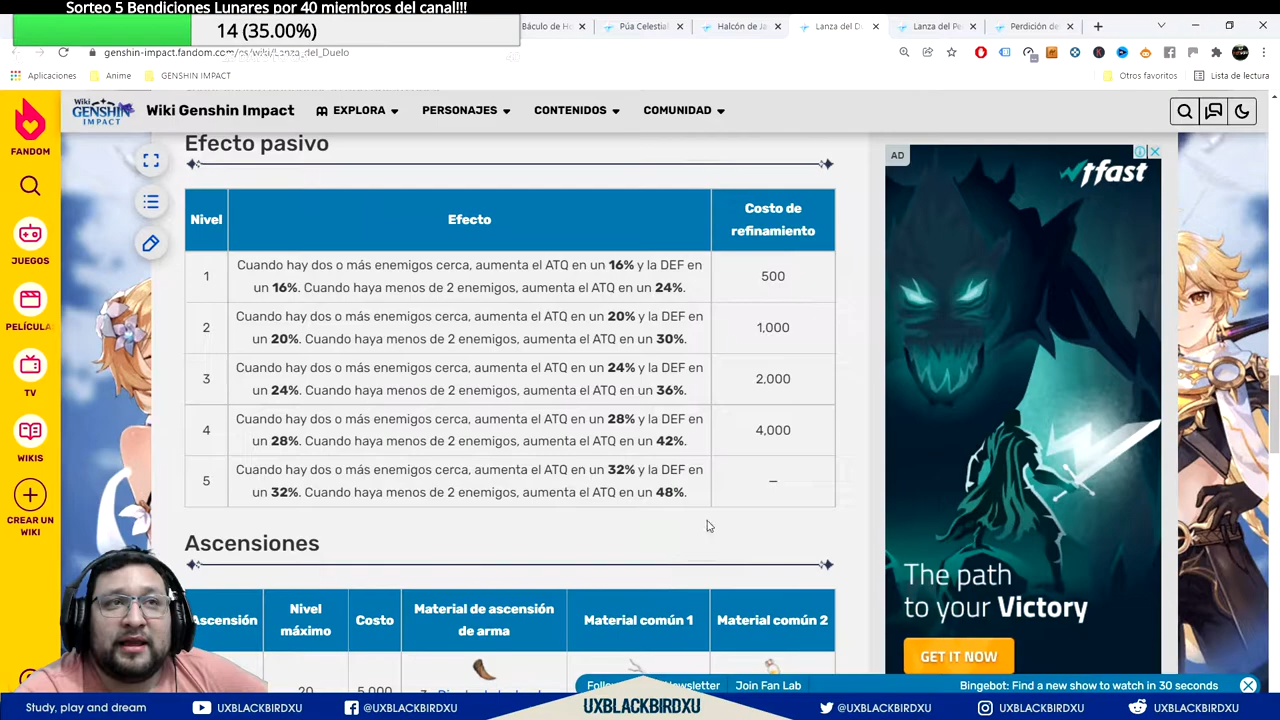 Sorteo 5 Bendiciones Lunares por 40 miembros del canal!!!
14 (35.00%)
Báculo de Ho
Púa Celestial
Halcón de Ja
Lanza del Du
Lanza del Pe
Perdición de
genshin-impact.fandom.com/es/wiki/Lanza_del_Duelo
Aplicaciones
Anime
GENSHIN IMPACT
Otros favoritos
Lista de lectura
FANDOM
JUEGOS
PELÍCULA
TV
WIKIS
CREAR UN
WIKI
Wiki
GENSHIN
IMPACT
Wiki Genshin Impact
EXPLORA
PERSONAJES
CONTENIDOS
COMUNIDAD
Efecto pasivo
Nivel
Efecto
Costo de
refinamiento
1
Cuando hay dos o más enemigos cerca, aumenta el ATQ en un 16% y la DEF en
un 16%. Cuando haya menos de 2 enemigos, aumenta el ATQ en un 24%.
500
2
Cuando hay dos o más enemigos cerca, aumenta el ATQ en un 20% y la DEF en
un 20%. Cuando haya menos de 2 enemigos, aumenta el ATQ en un 30%.
1,000
3
Cuando hay dos o más enemigos cerca, aumenta el ATQ en un 24% y la DEF en
un 24%. Cuando haya menos de 2 enemigos, aumenta el ATQ en un 36%.
2,000
4
Cuando hay dos o más enemigos cerca, aumenta el ATQ en un 28% y la DEF en
un 28%. Cuando haya menos de 2 enemigos, aumenta el ATQ en un 42%.
4,000
5
Cuando hay dos o más enemigos cerca, aumenta el ATQ en un 32% y la DEF en
un 32%. Cuando haya menos de 2 enemigos, aumenta el ATQ en un 48%.
–
Ascensiones
Ascensión
Nivel
máximo
Costo
Material de ascensión
de arma
Material común 1
Material común 2
20
5,000
AD
wtfast
The path
to your Victory
GET IT NOW
Newsletter
Join Fan Lab
Bingebot: Find a new show to watch in 30 seconds
Study, play and dream
UXBLACKBIRDXU
@UXBLACKBIRDXU
UXBLACKBIRDXU
@UXBLACKBIRDXU
UXBLACKBIRDXU
UXBLACKBIRDXU